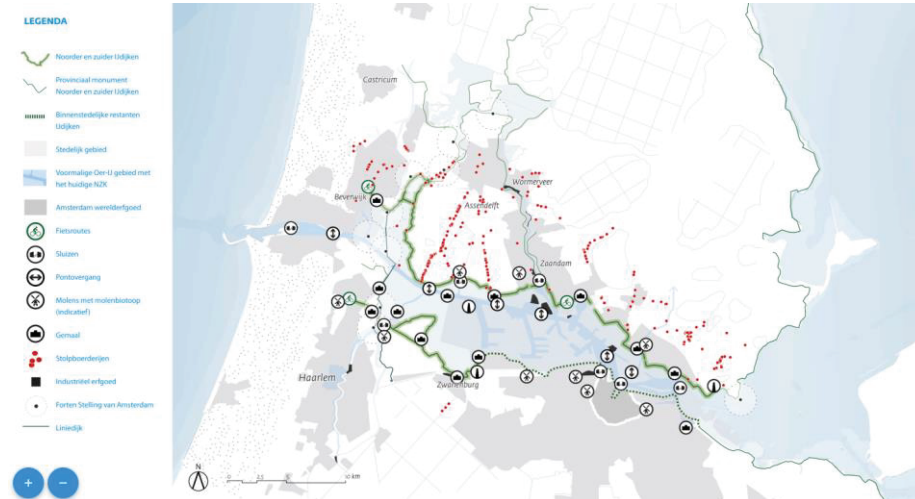 LEGENDA
Noorder en zuider IJdijken
Provinciaal monument
Noorder en zuider IJdijken
Binnenstedelijke restanten
IJdijken
Stedelijk gebied
Voormalige-Oer-IJ gebied met
het huidige NZK
Amsterdam werelderfgoed
Fietsroutes
Sluizen
Pontovergang
Molens met molenbiotoop
(indicatief)
Gemaal
Stolpboerderijen
Industriëel erfgoed
Forten Stelling van Amsterdam
Liniedijk
+ −
Castricum
Beverwijk
Assendelft
Wormerveer
Zaandam
Haarlem
Zwanenburg
N
0 2,5 10 km